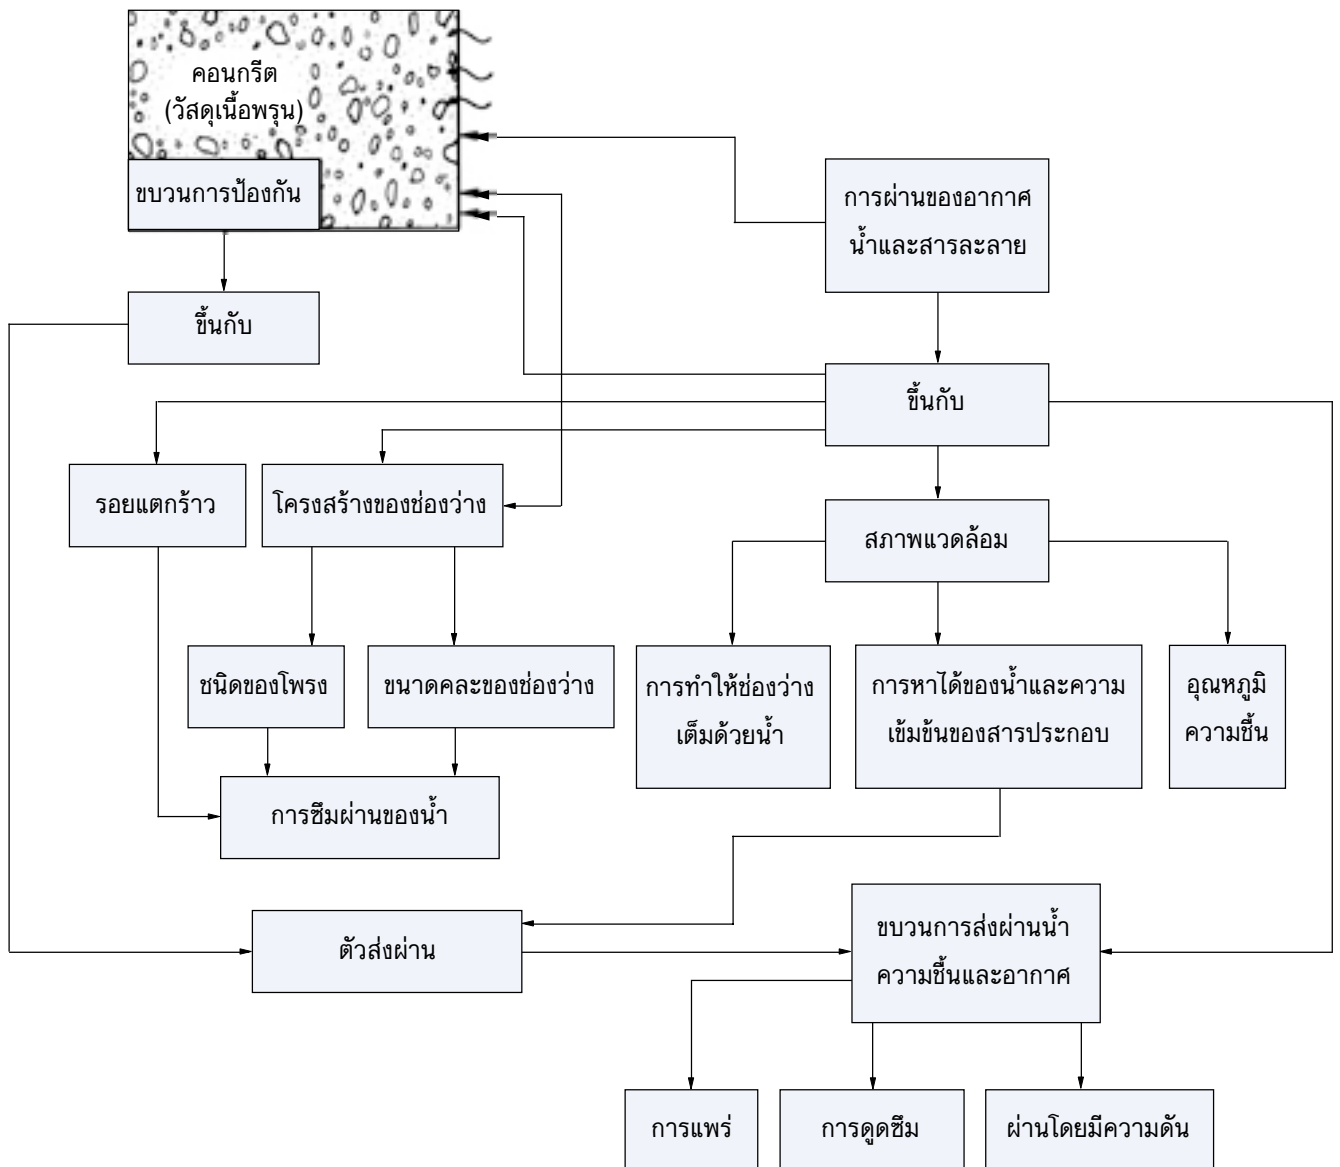 คอนกรีต
(วัสดุเนื้อพรุน)
ขบวนการป้องกัน
การผ่านของอากาศ
น้ำและสารละลาย
ขึ้นกับ
ขึ้นกับ
รอยแตกร้าว
โครงสร้างของช่องว่าง
สภาพแวดล้อม
ชนิดของโพรง
ขนาดคละของช่องว่าง
การทำให้ช่องว่าง
เต็มด้วยน้ำ
การหาได้ของน้ำและความ
เข้มข้นของสารประกอบ
อุณหภูมิ
ความชื้น
การซึมผ่านของน้ำ
ตัวส่งผ่าน
ขบวนการส่งผ่านน้ำ
ความชื้นและอากาศ
การแพร่
การดูดซึม
ผ่านโดยมีความดัน